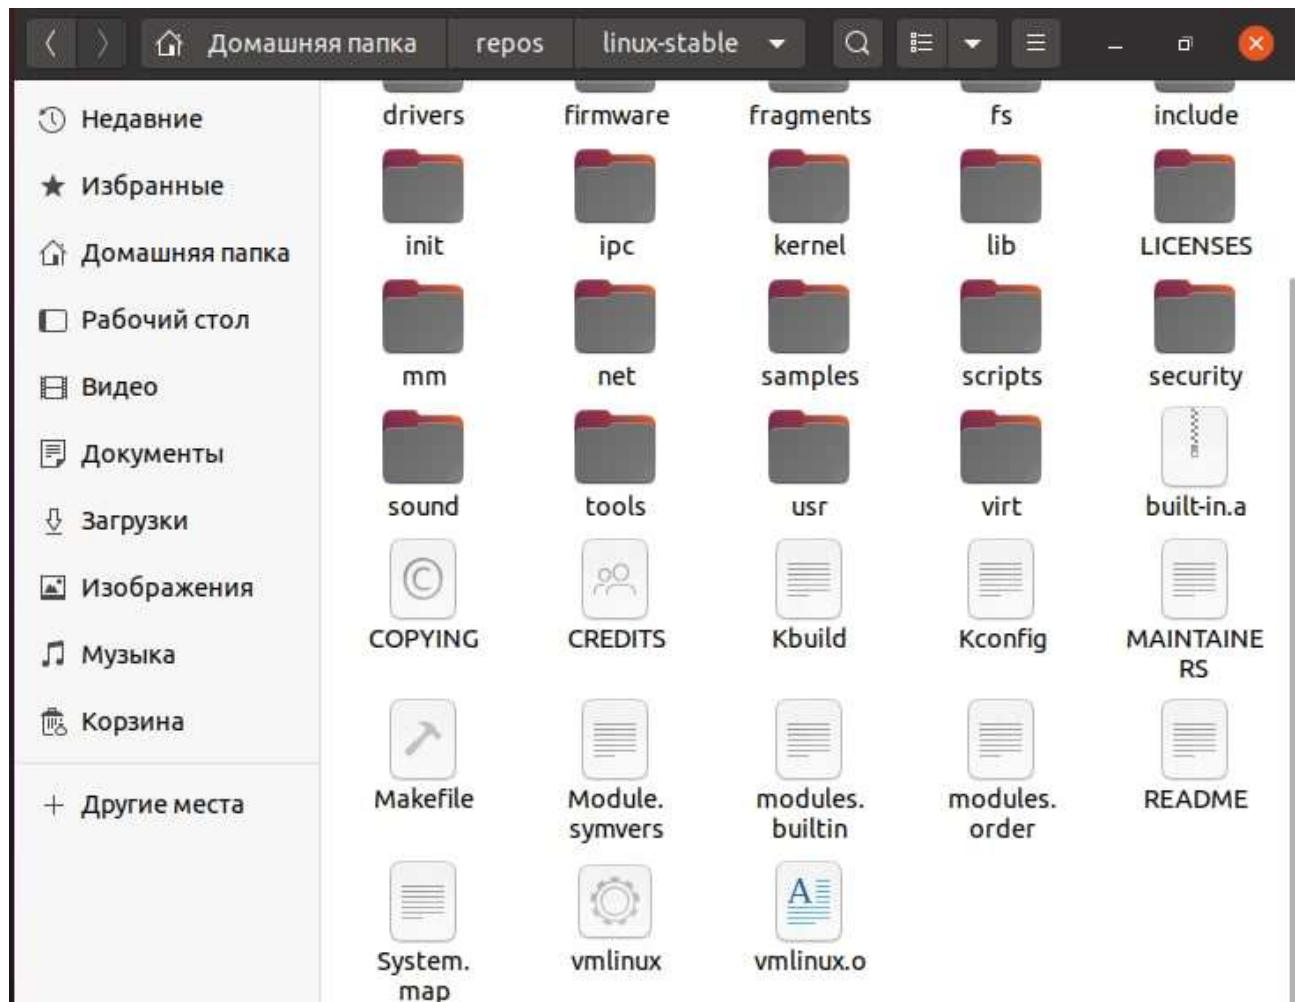 Домашняя папка repos linux-stable
Недавние
Избранные
Домашняя папка
Рабочий стол
Видео
Документы
Загрузки
Изображения
Музыка
Корзина
Другие места
drivers firmware fragments fs include
init ipc kernel lib LICENSES
mm net samples scripts security
sound tools usr virt built-in.a
COPYING CREDITS Kbuild Kconfig MAINTAINE
RS
Makefile Module. modules. modules. README
symvers builtin order
System. vmlinux vmlinux.o
map